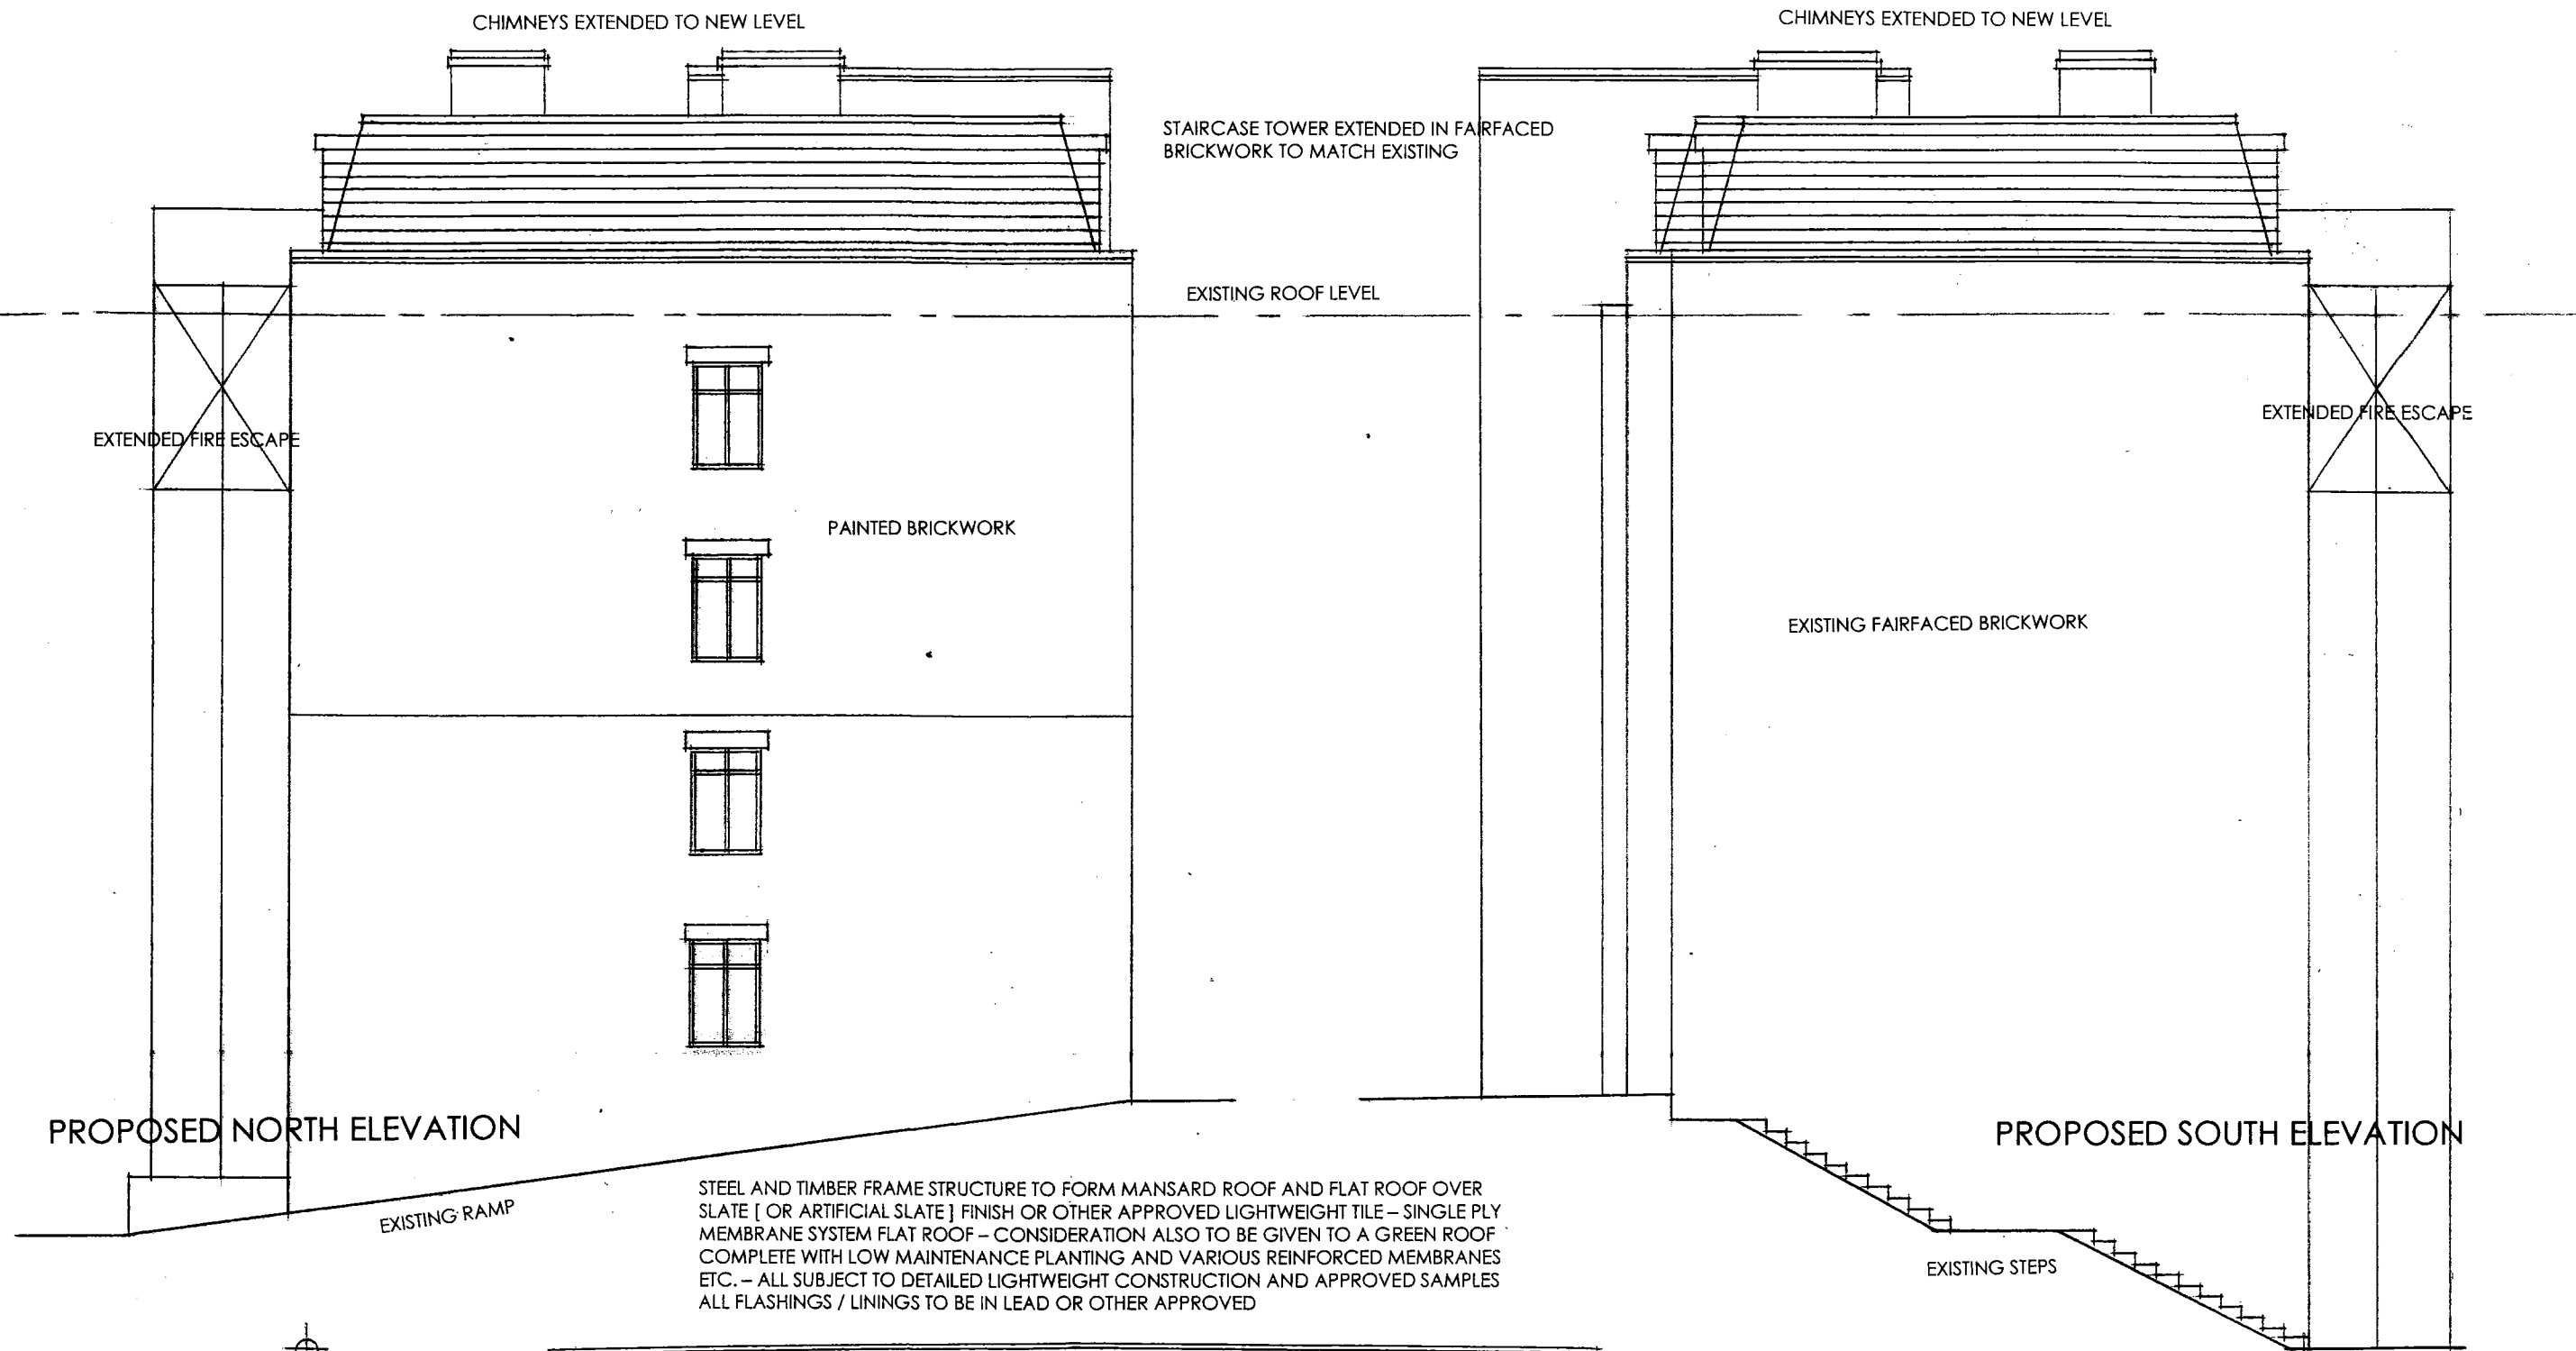 CHIMNEYS EXTENDED TO NEW LEVEL
CHIMNEYS EXTENDED TO NEW LEVEL
STAIRCASE TOWER EXTENDED IN FAIRFACED
BRICKWORK TO MATCH EXISTING
EXISTING ROOF LEVEL
EXTENDED FIRE ESCAPE
EXTENDED FIRE ESCAPE
PAINTED BRICKWORK
EXISTING FAIRFACED BRICKWORK
PROPOSED NORTH ELEVATION
PROPOSED SOUTH ELEVATION
EXISTING RAMP
STEEL AND TIMBER FRAME STRUCTURE TO FORM MANSARD ROOF AND FLAT ROOF OVER
SLATE [ OR ARTIFICIAL SLATE ] FINISH OR OTHER APPROVED LIGHTWEIGHT TILE – SINGLE PLY
MEMBRANE SYSTEM FLAT ROOF – CONSIDERATION ALSO TO BE GIVEN TO A GREEN ROOF
COMPLETE WITH LOW MAINTENANCE PLANTING AND VARIOUS REINFORCED MEMBRANES
ETC. – ALL SUBJECT TO DETAILED LIGHTWEIGHT CONSTRUCTION AND APPROVED SAMPLES
ALL FLASHINGS / LININGS TO BE IN LEAD OR OTHER APPROVED
EXISTING STEPS